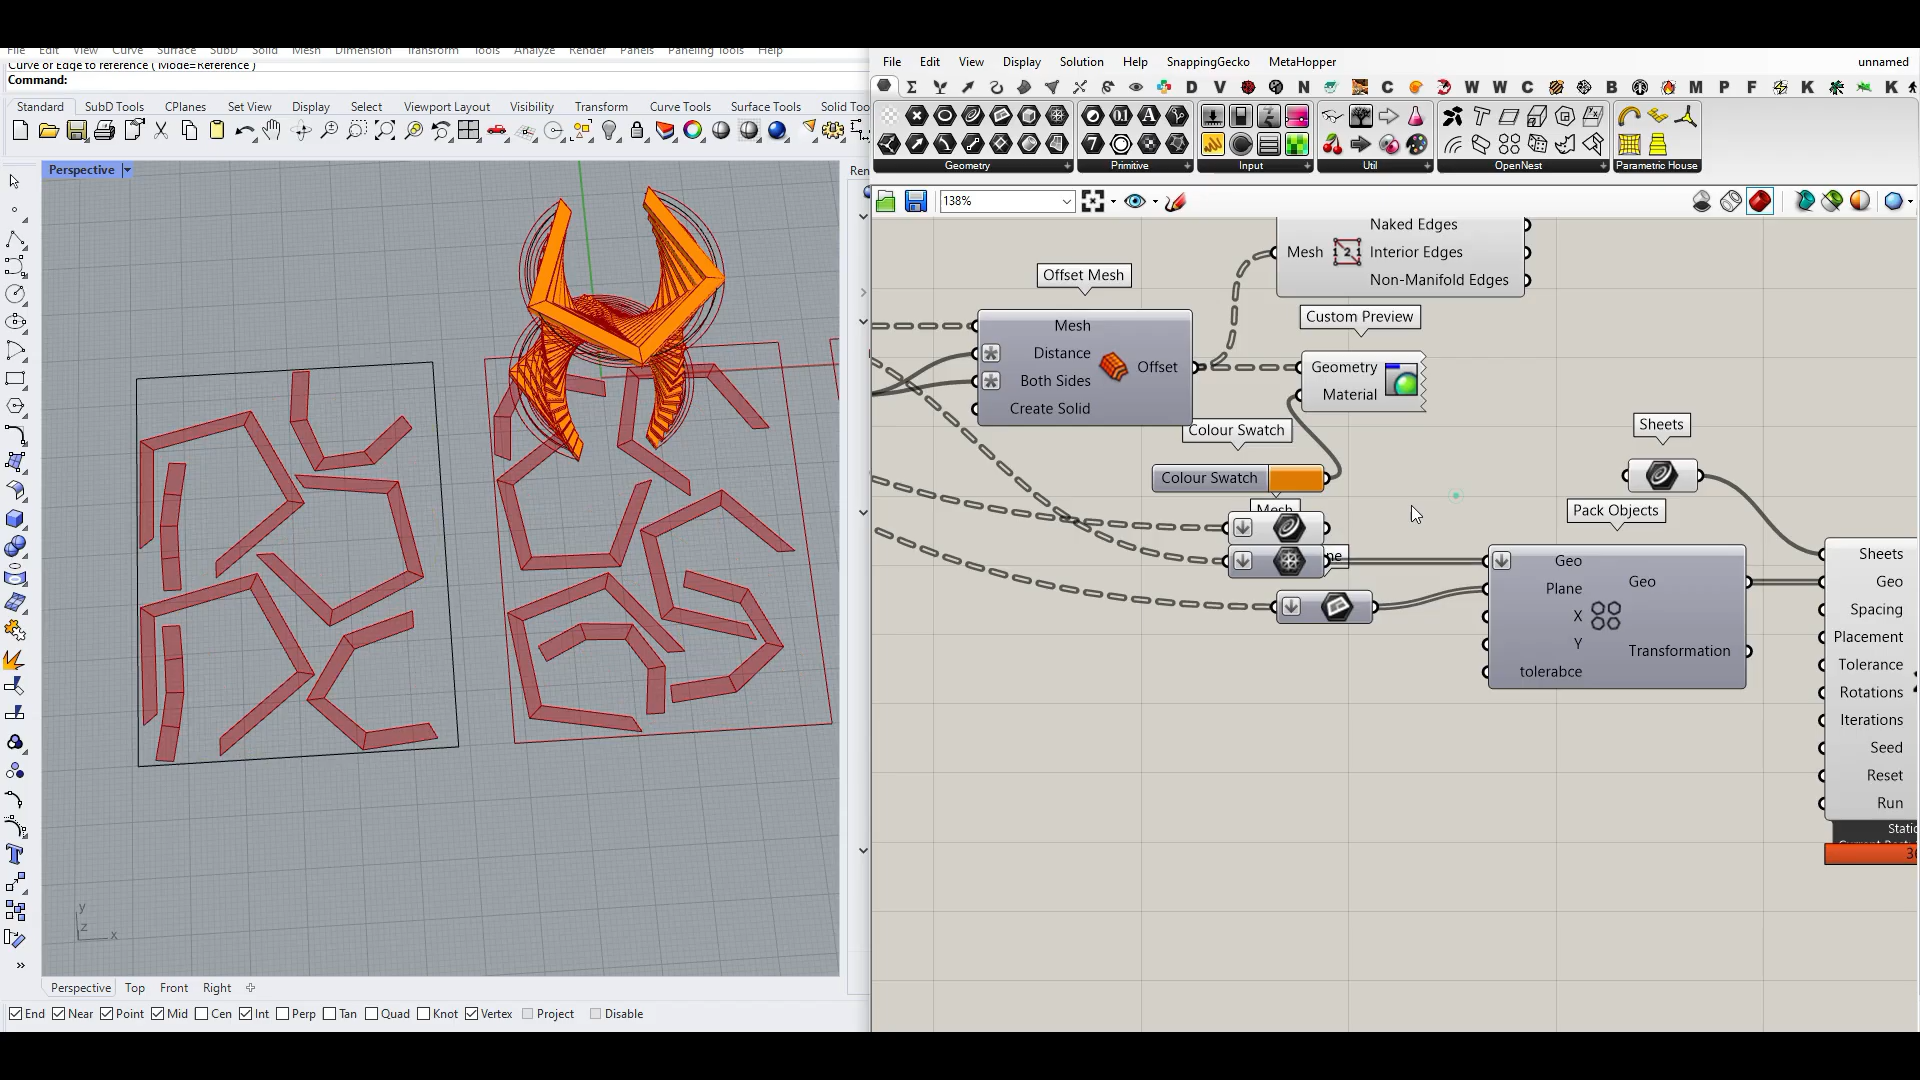 File Edit View Curve Surface SubD Solid Mesh Dimension Transform Tools Analyze Render Panels Paneling Tools Help
Curve or Edge to reference ( Mode=Reference )
Command:
Standard SubD Tools CPlanes Set View Display Select Viewport Layout Visibility Transform Curve Tools Surface Tools Solid Too
Perspective
Ren
y
z x
Perspective Top Front Right
End Near Point Mid Cen Int Perp Tan Quad Knot Vertex Project Disable
File Edit View Display Solution Help SnappingGecko MetaHopper unnamed
D V N C W W C B M P F K K
Geometry Primitive Input Util OpenNest Parametric House
138%
Naked Edges
Mesh Interior Edges
Non-Manifold Edges
Offset Mesh
Mesh
Distance
Both Sides
Create Solid
Offset
Custom Preview
Geometry
Material
Colour Swatch
Colour Swatch
Mesh
ne
Sheets
Pack Objects
Geo
Plane
X
Y
tolerabce
Geo
Transformation
Sheets
Geo
Spacing
Placement
Tolerance
Rotations
Iterations
Seed
Reset
Run
Static